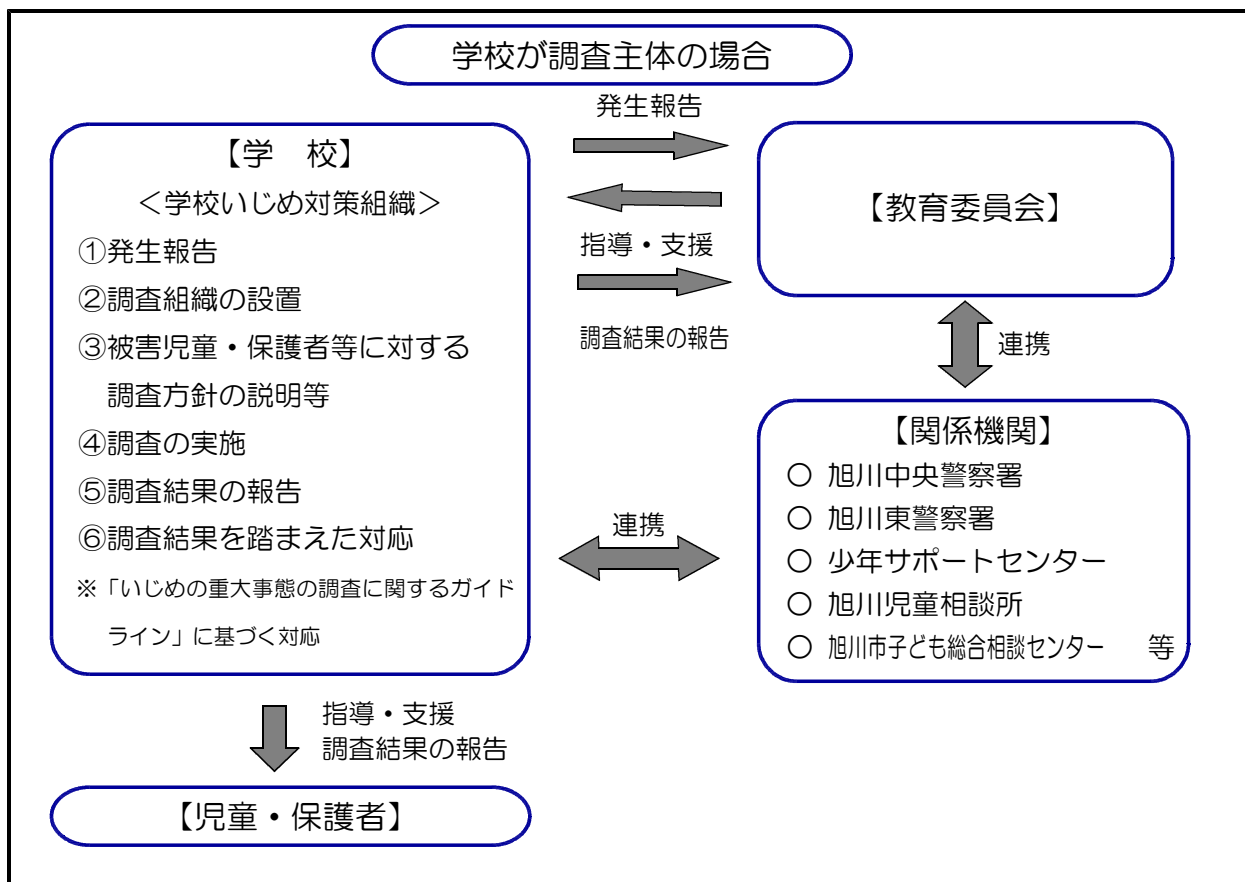 学校が調査主体の場合
発生報告
【学　校】
＜学校いじめ対策組織＞
①発生報告
②調査組織の設置
③被害児童・保護者等に対する
調査方針の説明等
④調査の実施
⑤調査結果の報告
⑥調査結果を踏まえた対応
※「いじめの重大事態の調査に関するガイド
ライン」に基づく対応
指導・支援
調査結果の報告
【教育委員会】
連携
連携
【関係機関】
○ 旭川中央警察署
○ 旭川東警察署
○ 少年サポートセンター
○ 旭川児童相談所
○ 旭川市子ども総合相談センター　等
指導・支援
調査結果の報告
【児童・保護者】